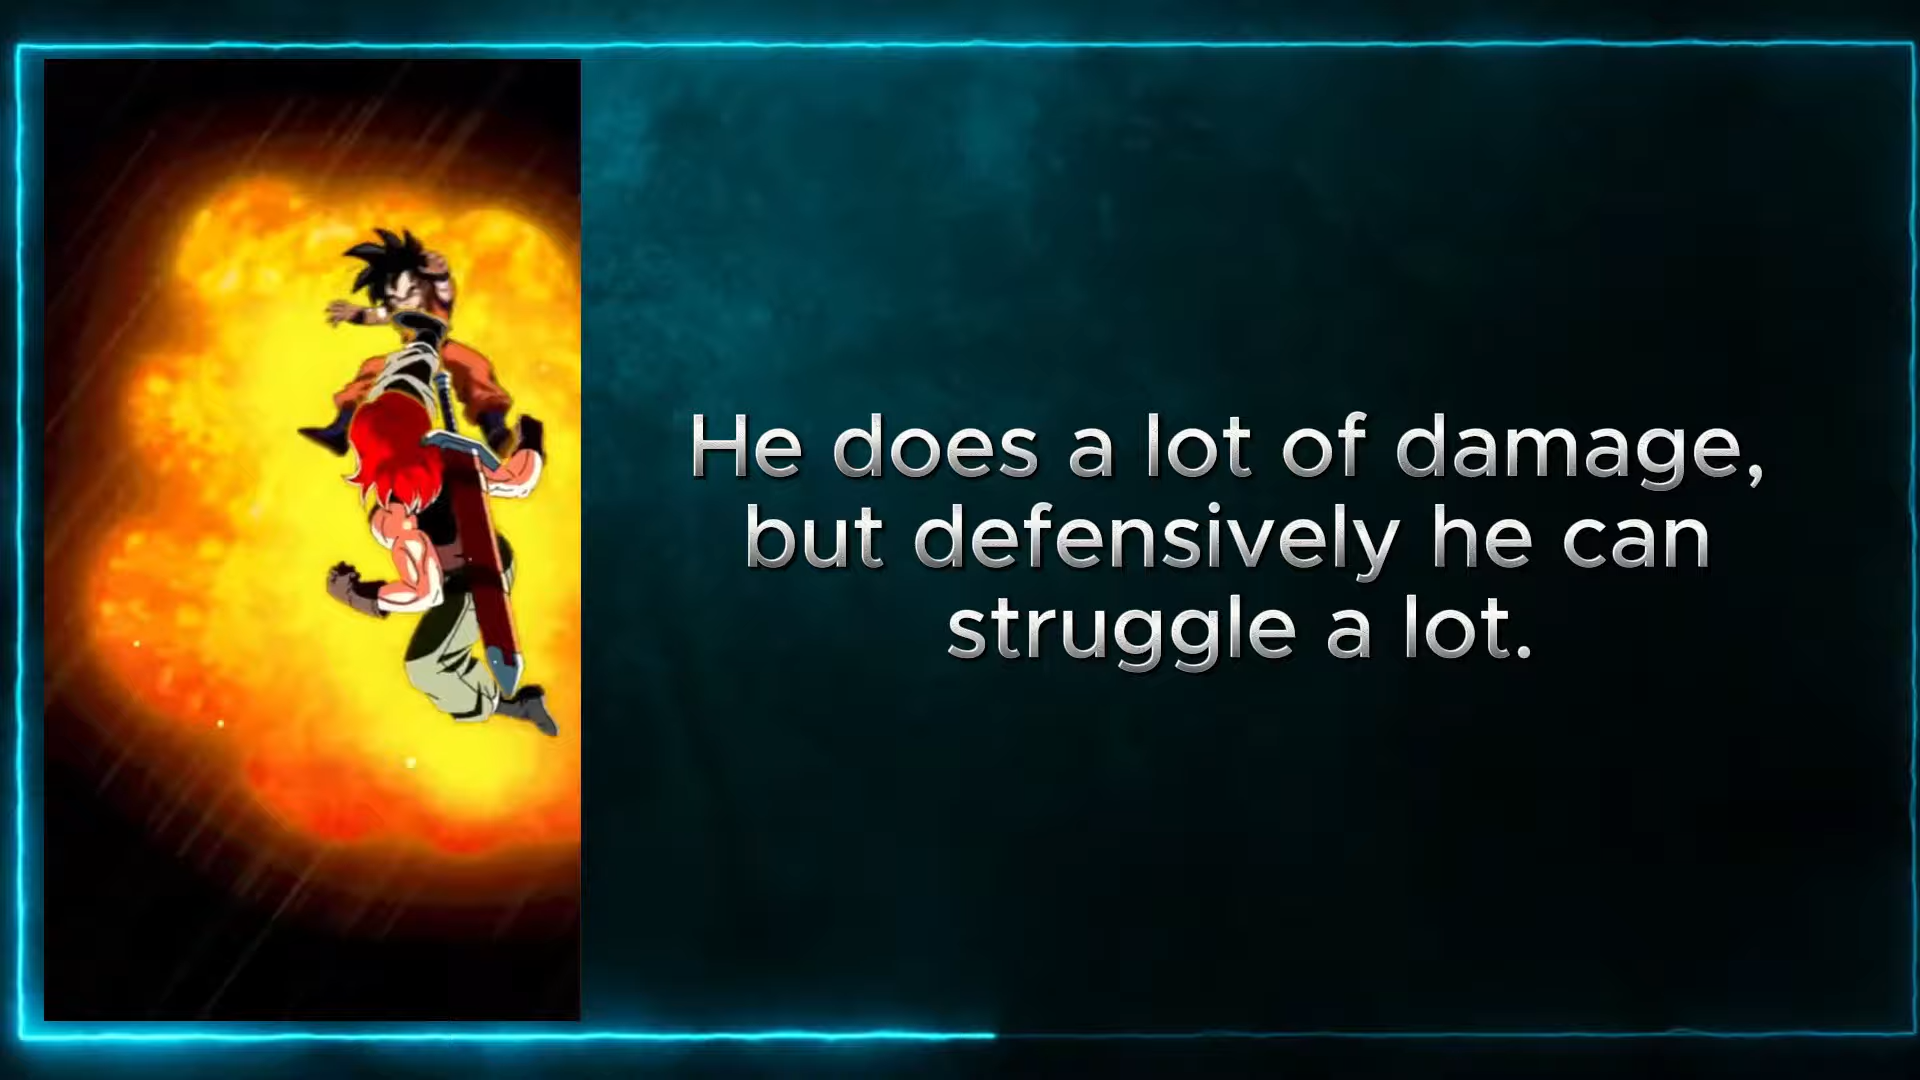 He does a lot of damage,
but defensively he can
struggle a lot.